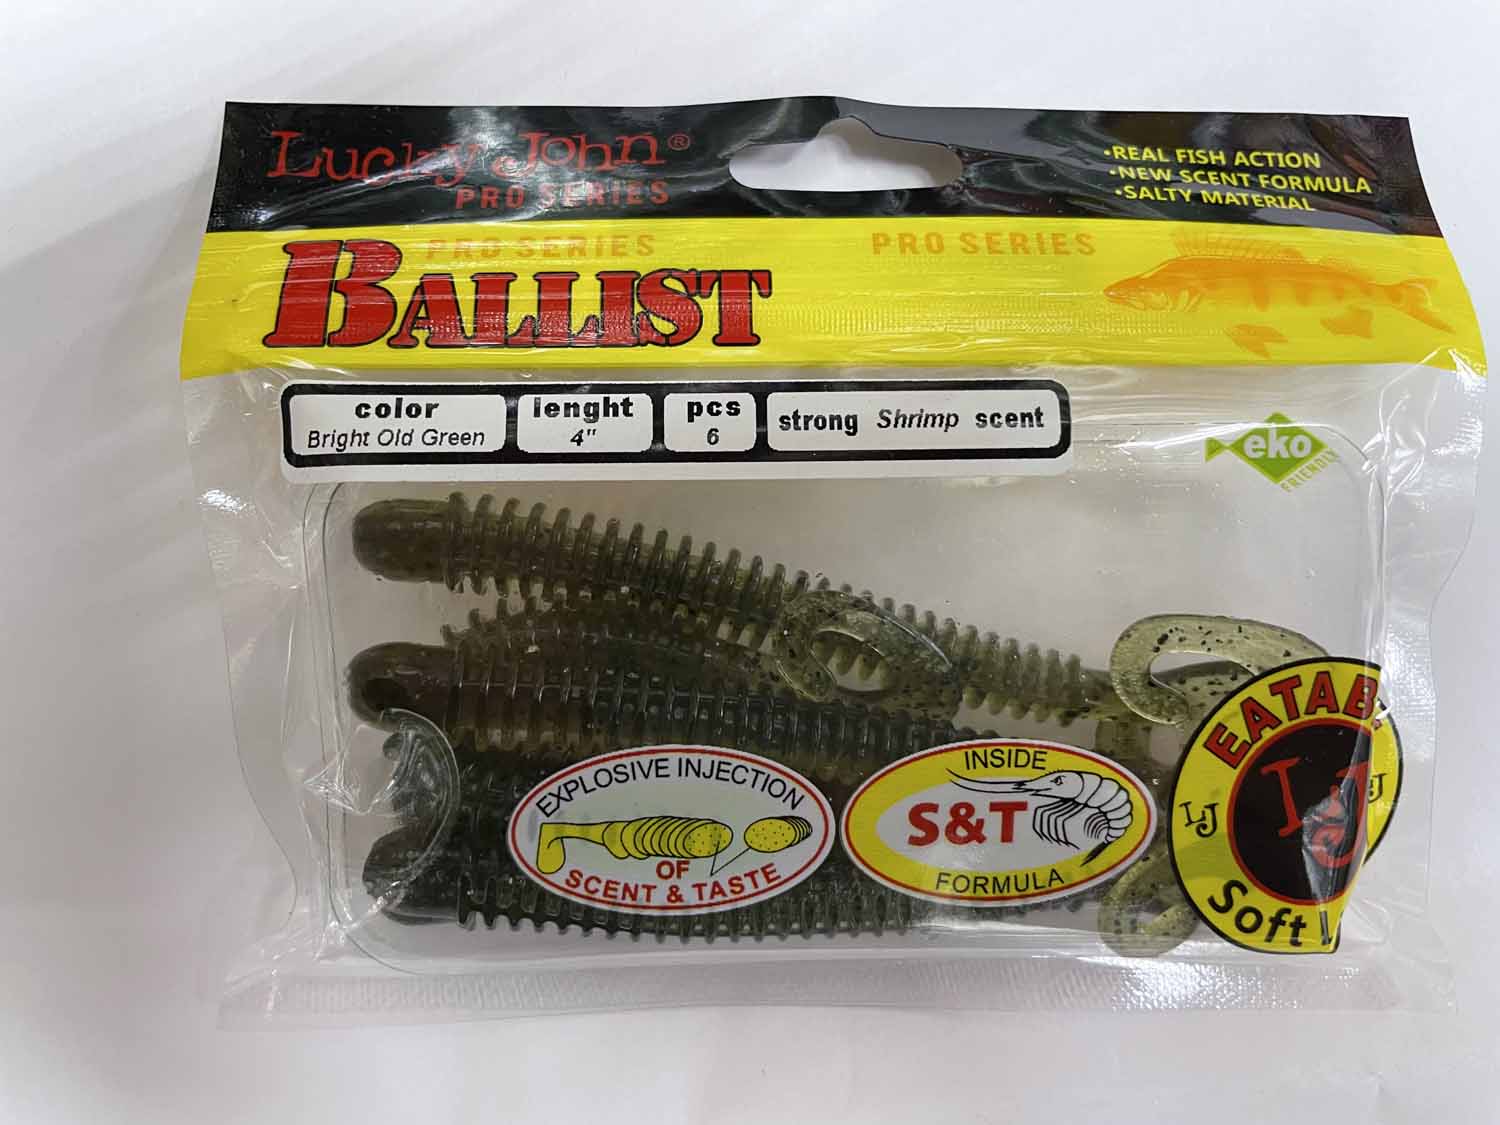 Lucky John®
PRO SERIES
•REAL FISH ACTION
•NEW SCENT FORMULA
•SALTY MATERIAL
PRO SERIES
PRO SERIES
BALLIST
color
Bright Old Green
lenght
4"
pcs
6
strong Shrimp scent
eko
FRIENDLY
EXPLOSIVE INJECTION
OF
SCENT & TASTE
INSIDE
S&T
FORMULA
LJ
LJ
LJ
Soft